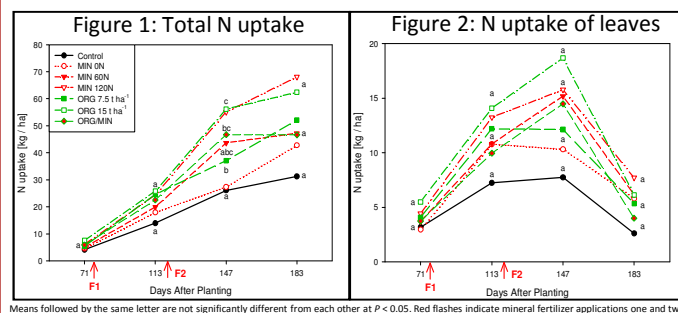 Figure 1: Total N uptake
N uptake [kg / ha]
80
70
60
50
40
30
20
10
0
Control
MIN 0N
MIN 60N
MIN 120N
ORG 7.5 t ha⁻¹
ORG 15 t ha⁻¹
ORG/MIN
a
a
a
c
bc
abc
b
a
a
a
a
71
113
147
183
F1
F2
Days After Planting
Figure 2: N uptake of leaves
N uptake [kg / ha]
20
15
10
5
0
a
a
a
a
a
a
a
a
a
71
113
147
183
F1
F2
Days After Planting
Means followed by the same letter are not significantly different from each other at P < 0.05. Red flashes indicate mineral fertilizer applications one and tw